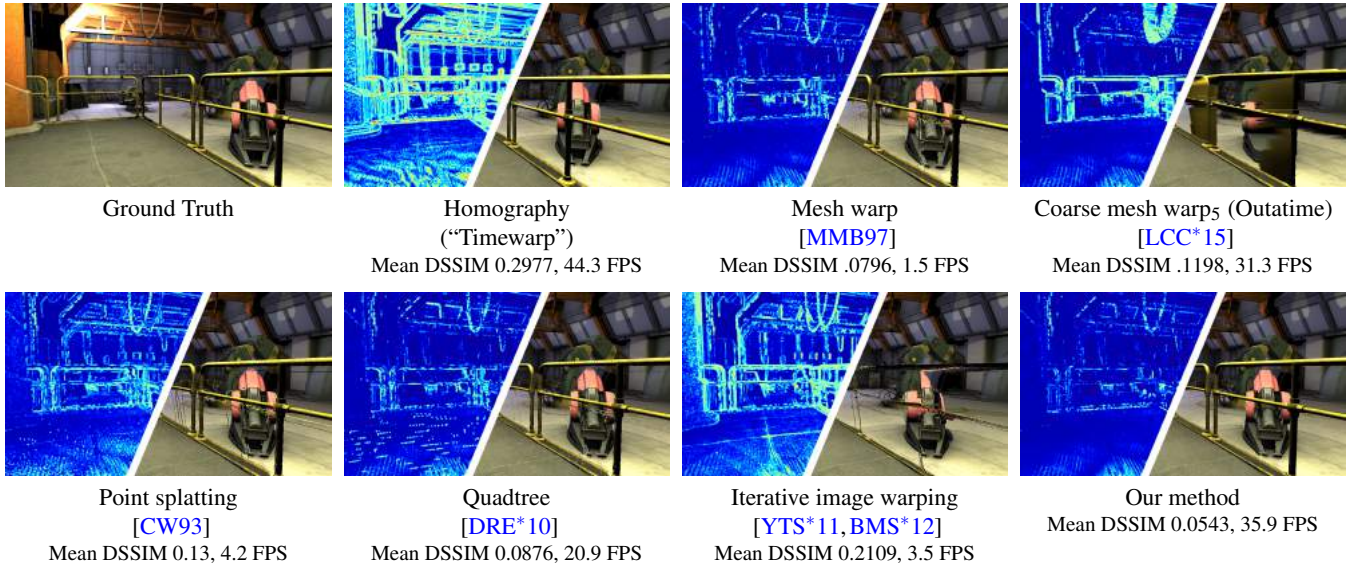 Ground Truth
Homography
(“Timewarp”)
Mean DSSIM 0.2977, 44.3 FPS
Mesh warp
[MMB97]
Mean DSSIM .0796, 1.5 FPS
Coarse mesh warp₅ (Outatime)
[LCC*15]
Mean DSSIM .1198, 31.3 FPS
Point splatting
[CW93]
Mean DSSIM 0.13, 4.2 FPS
Quadtree
[DRE*10]
Mean DSSIM 0.0876, 20.9 FPS
Iterative image warping
[YTS*11, BMS*12]
Mean DSSIM 0.2109, 3.5 FPS
Our method
Mean DSSIM 0.0543, 35.9 FPS